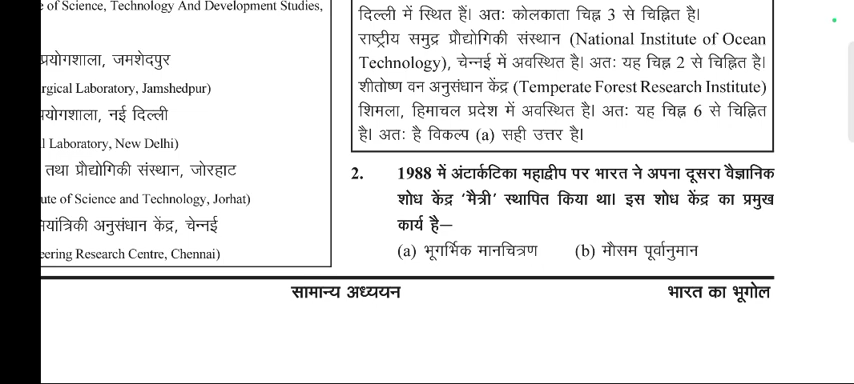 of Science, Technology And Development Studies,
प्रयोगशाला, जमशेदपुर
rgical Laboratory, Jamshedpur)
प्रयोगशाला, नई दिल्ली
l Laboratory, New Delhi)
तथा प्रौद्योगिकी संस्थान, जोरहाट
ute of Science and Technology, Jorhat)
यांत्रिकी अनुसंधान केंद्र, चेन्नई
eering Research Centre, Chennai)
दिल्ली में स्थित हैं। अतः कोलकाता चिह्न 3 से चिह्नित है।
राष्ट्रीय समुद्र प्रौद्योगिकी संस्थान (National Institute of Ocean
Technology), चेन्नई में अवस्थित है। अतः यह चिह्न 2 से चिह्नित है।
शीतोष्ण वन अनुसंधान केंद्र (Temperate Forest Research Institute)
शिमला, हिमाचल प्रदेश में अवस्थित है। अतः यह चिह्न 6 से चिह्नित
है। अतः है विकल्प (a) सही उत्तर है।
2. 1988 में अंटार्कटिका महाद्वीप पर भारत ने अपना दूसरा वैज्ञानिक
शोध केंद्र ‘मैत्री’ स्थापित किया था। इस शोध केंद्र का प्रमुख
कार्य है–
(a) भूगर्भिक मानचित्रण (b) मौसम पूर्वानुमान
सामान्य अध्ययन भारत का भूगोल